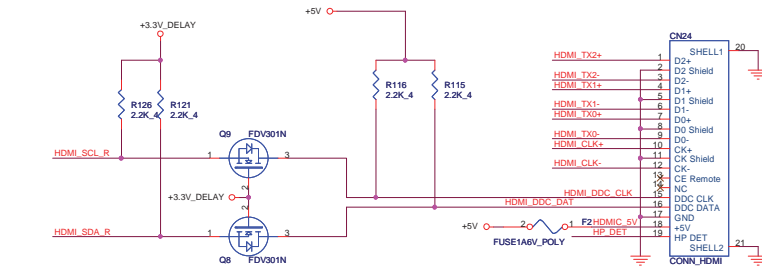 +3.3V_DELAY
+5V
CN24
SHELL1
20
HDMI_TX2+
1
D2+
2
D2 Shield
HDMI_TX2-
3
D2-
HDMI_TX1+
4
D1+
5
D1 Shield
HDMI_TX1-
6
D1-
HDMI_TX0+
7
D0+
8
D0 Shield
HDMI_TX0-
9
D0-
HDMI_CLK+
10
CK+
11
CK Shield
HDMI_CLK-
12
CK-
13
CE Remote
14
NC
HDMI_DDC_CLK
15
DDC CLK
HDMI_DDC_DAT
16
DDC DATA
17
GND
18
+5V
19
HP DET
SHELL2
21
CONN_HDMI
R126
2.2K_4
R121
2.2K_4
R116
2.2K_4
R115
2.2K_4
Q9
FDV301N
HDMI_SCL_R
1
3
2
+3.3V_DELAY
2
HDMI_SDA_R
1
3
Q8
FDV301N
+5V
2
1
F2
HDMIC_5V
HP_DET
FUSE1A6V_POLY